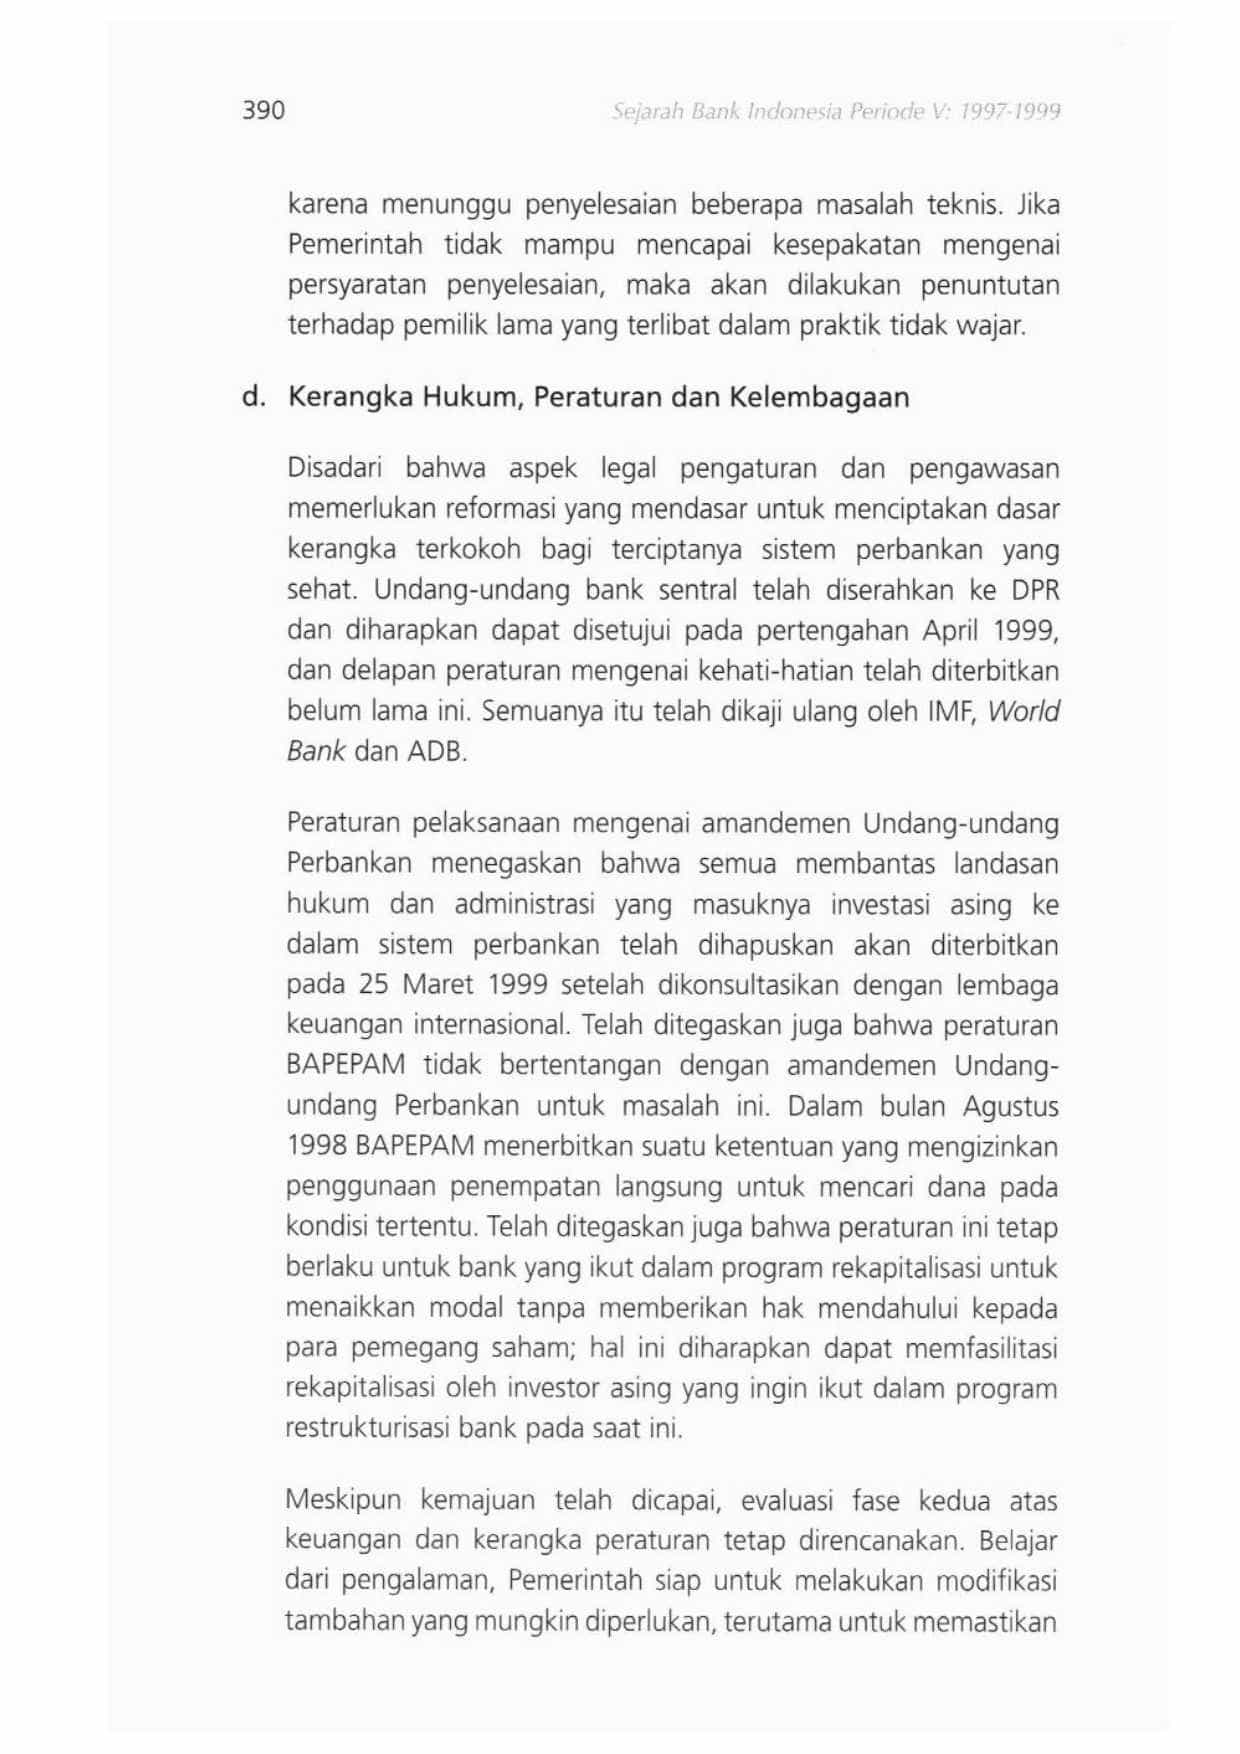 390
Sejarah Bank Indonesia Periode V: 1997-1999
karena menunggu penyelesaian beberapa masalah teknis. Jika
Pemerintah tidak mampu mencapai kesepakatan mengenai
persyaratan penyelesaian, maka akan dilakukan penuntutan
terhadap pemilik lama yang terlibat dalam praktik tidak wajar.
d. Kerangka Hukum, Peraturan dan Kelembagaan
Disadari bahwa aspek legal pengaturan dan pengawasan
memerlukan reformasi yang mendasar untuk menciptakan dasar
kerangka terkokoh bagi terciptanya sistem perbankan yang
sehat. Undang-undang bank sentral telah diserahkan ke DPR
dan diharapkan dapat disetujui pada pertengahan April 1999,
dan delapan peraturan mengenai kehati-hatian telah diterbitkan
belum lama ini. Semuanya itu telah dikaji ulang oleh IMF, World
Bank dan ADB.
Peraturan pelaksanaan mengenai amandemen Undang-undang
Perbankan menegaskan bahwa semua membantas landasan
hukum dan administrasi yang masuknya investasi asing ke
dalam sistem perbankan telah dihapuskan akan diterbitkan
pada 25 Maret 1999 setelah dikonsultasikan dengan lembaga
keuangan internasional. Telah ditegaskan juga bahwa peraturan
BAPEPAM tidak bertentangan dengan amandemen Undang-
undang Perbankan untuk masalah ini. Dalam bulan Agustus
1998 BAPEPAM menerbitkan suatu ketentuan yang mengizinkan
penggunaan penempatan langsung untuk mencari dana pada
kondisi tertentu. Telah ditegaskan juga bahwa peraturan ini tetap
berlaku untuk bank yang ikut dalam program rekapitalisasi untuk
menaikkan modal tanpa memberikan hak mendahului kepada
para pemegang saham; hal ini diharapkan dapat memfasilitasi
rekapitalisasi oleh investor asing yang ingin ikut dalam program
restrukturisasi bank pada saat ini.
Meskipun kemajuan telah dicapai, evaluasi fase kedua atas
keuangan dan kerangka peraturan tetap direncanakan. Belajar
dari pengalaman, Pemerintah siap untuk melakukan modifikasi
tambahan yang mungkin diperlukan, terutama untuk memastikan